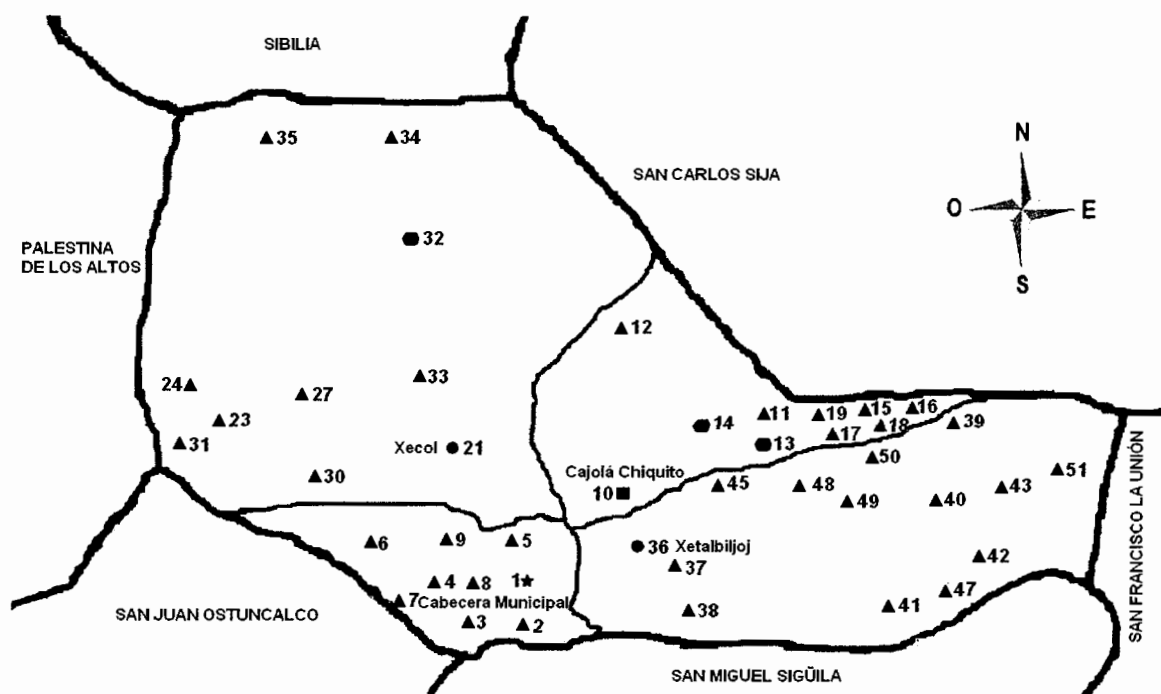 SIBILIA
35
34
SAN CARLOS SIJA
N
O
E
S
32
PALESTINA
DE LOS ALTOS
12
33
24
27
23
31
Xecol
21
30
11
19
15
16
14
17
18
39
13
50
Cajolá Chiquito
10
45
48
49
40
43
51
6
9
5
36 Xetalbiljoj
37
42
4
8
1
7
Cabecera Municipal
3
2
38
41
47
SAN JUAN OSTUNCALCO
SAN MIGUEL SIGÜILA
SAN FRANCISCO LA UNIÓN